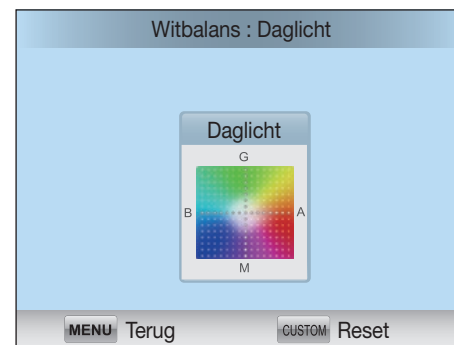 Witbalans : Daglicht
Daglicht
G
B A
M
MENU Terug CUSTOM Reset